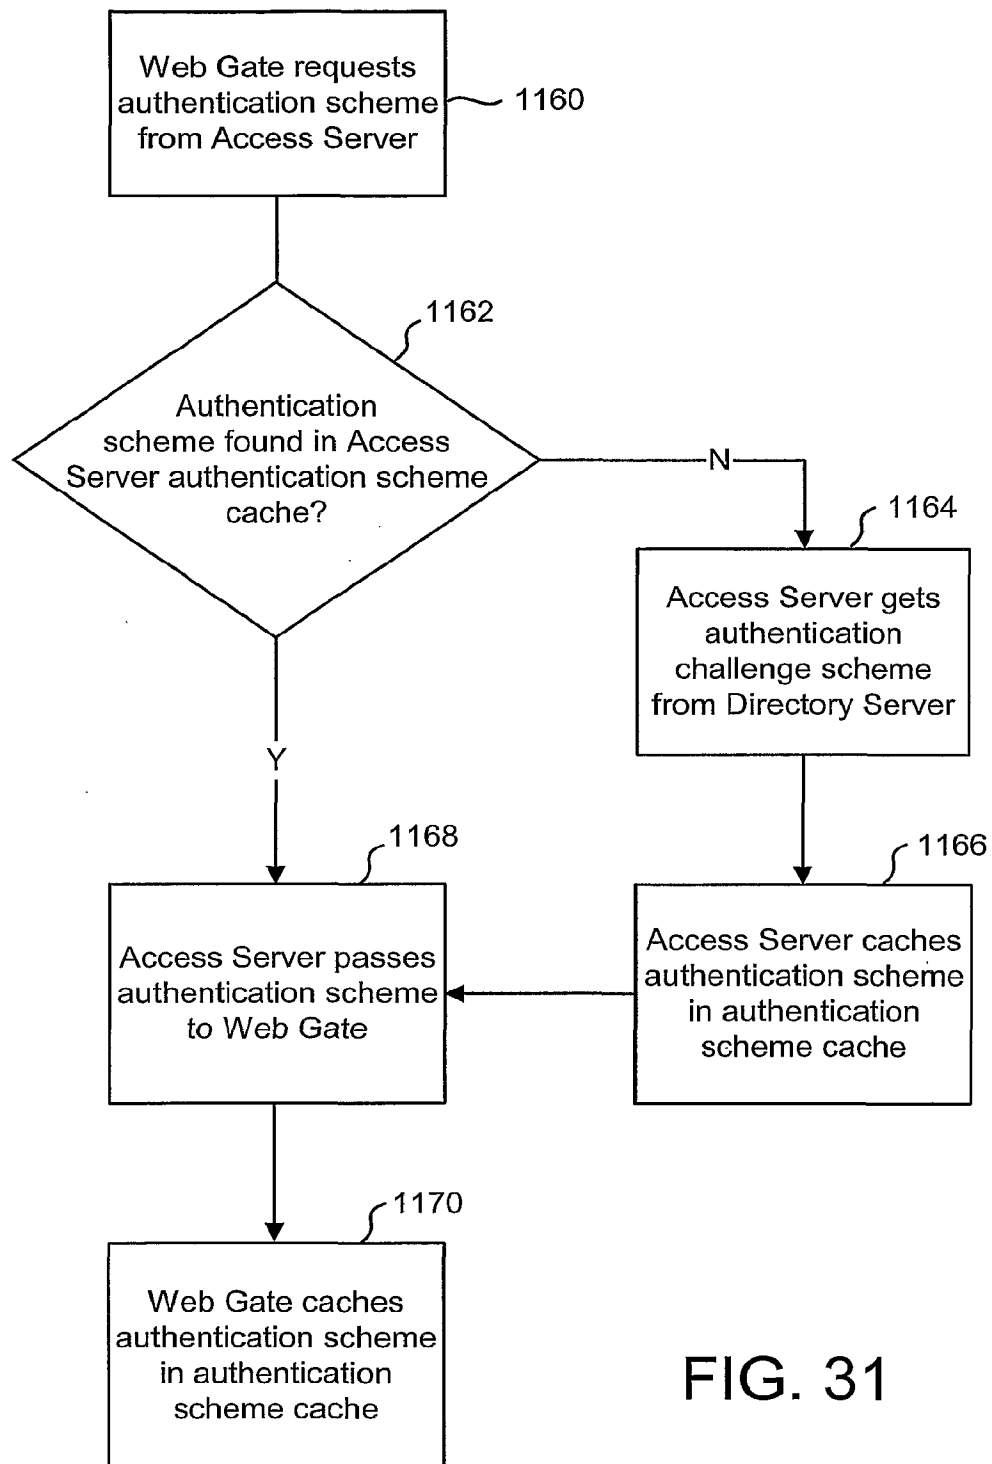 Web Gate requests
authentication scheme
from Access Server
1160
1162
Authentication
scheme found in Access
Server authentication scheme
cache?
N
1164
Access Server gets
authentication
challenge scheme
from Directory Server
Y
1168
1166
Access Server passes
authentication scheme
to Web Gate
Access Server caches
authentication scheme
in authentication
scheme cache
1170
Web Gate caches
authentication scheme
in authentication
scheme cache
FIG. 31